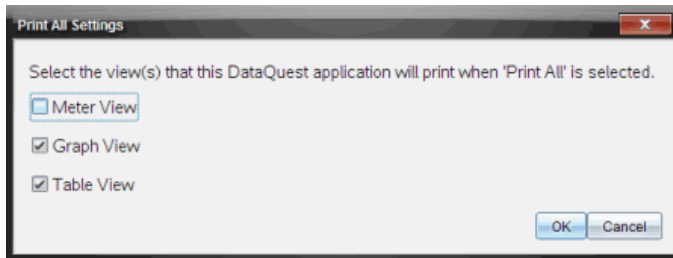 Print All Settings
Select the view(s) that this DataQuest application will print when 'Print All' is selected.
Meter View
Graph View
Table View
OK Cancel